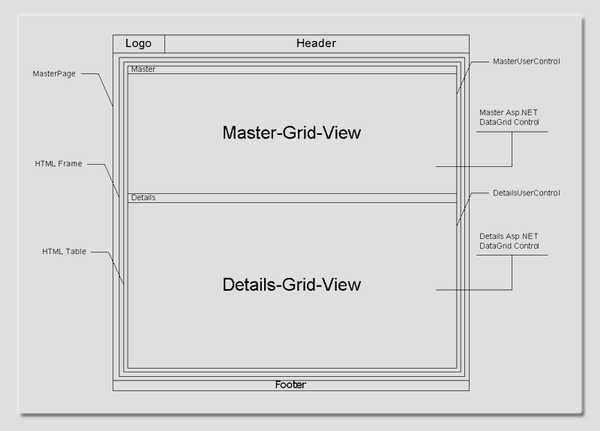 Logo
Header
MasterPage
Master
MasterUserControl
Master-Grid-View
Master Asp.NET
DataGrid Control
HTML Frame
Details
DetailsUserControl
Details Asp.NET
DataGrid Control
HTML Table
Details-Grid-View
Footer